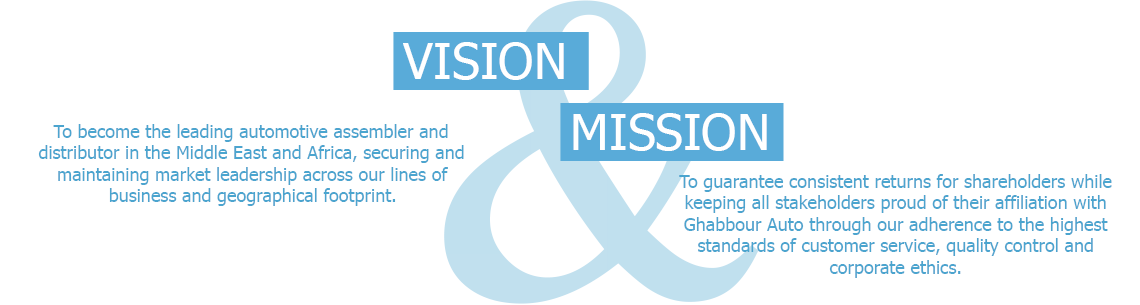 &
VISION
MISSION
To become the leading automotive assembler and
distributor in the Middle East and Africa, securing and
maintaining market leadership across our lines of
business and geographical footprint.
To guarantee consistent returns for shareholders while
keeping all stakeholders proud of their affiliation with
Ghabbour Auto through our adherence to the highest
standards of customer service, quality control and
corporate ethics.